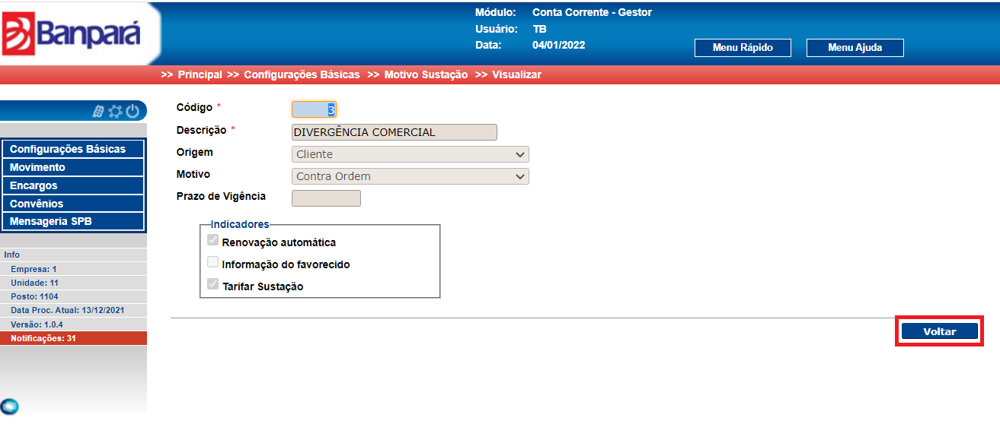 Banpará
Módulo: Conta Corrente - Gestor
Usuário: TB
Data: 04/01/2022
Menu Rápido
Menu Ajuda
>> Principal >> Configurações Básicas >> Motivo Sustação >> Visualizar
Configurações Básicas
Movimento
Encargos
Convênios
Mensageria SPB
Info
Empresa: 1
Unidade: 11
Posto: 1104
Data Proc. Atual: 13/12/2021
Versão: 1.0.4
Notificações: 31
Código * 3
Descrição * DIVERGÊNCIA COMERCIAL
Origem Cliente
Motivo Contra Ordem
Prazo de Vigência
Indicadores
Renovação automática
Informação do favorecido
Tarifar Sustação
Voltar